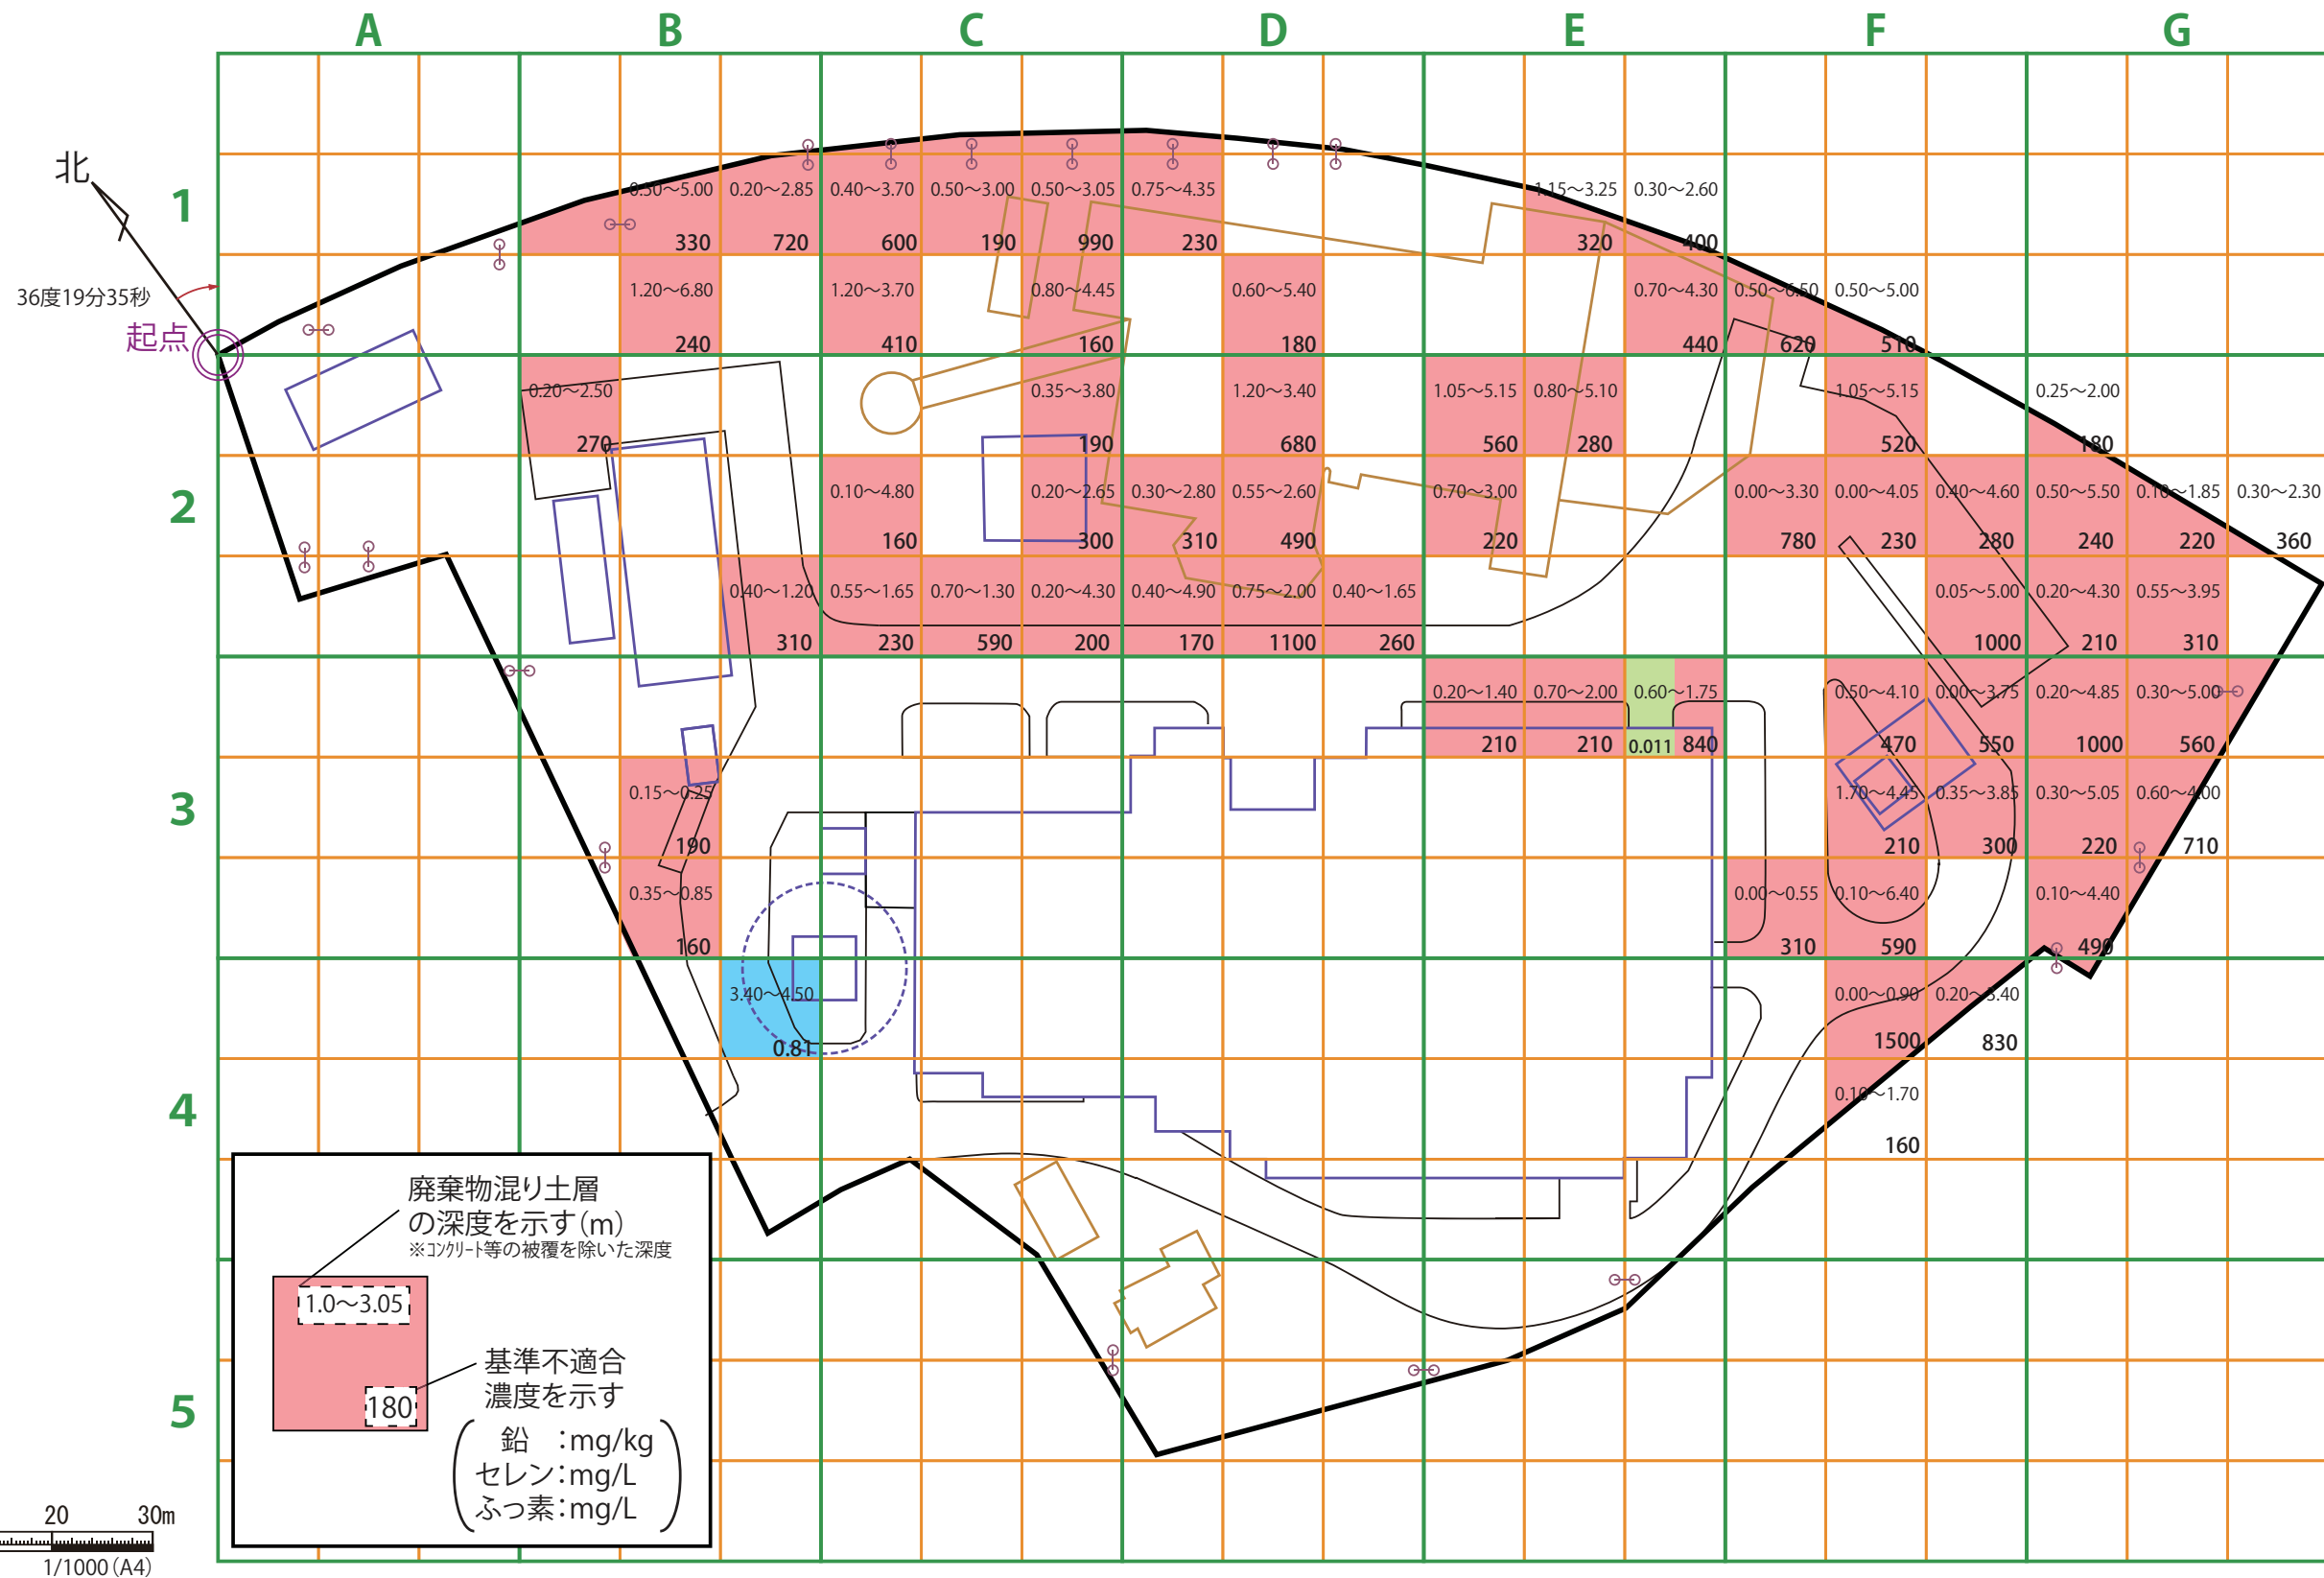 A B C D E F G
北
1
0.50～5.00 0.20～2.85 0.40～3.70 0.50～3.00 0.50～3.05 0.75～4.35 1.15～3.25 0.30～2.60
330 720 600 190 990 230 320 400
36度19分35秒
1.20～6.80 1.20～3.70 0.80～4.45 0.60～5.40 0.70～4.30 0.50～6.50 0.50～5.00
起点
240 410 160 180 440 620 510
0.20～2.50 0.35～3.80 1.20～3.40 1.05～5.15 0.80～5.10 1.05～5.15 0.25～2.00
270 190 680 560 280 520 180
2
0.10～4.80 0.20～2.65 0.30～2.80 0.55～2.60 0.70～3.00 0.00～3.30 0.00～4.05 0.40～4.60 0.50～5.50 0.10～1.85 0.30～2.30
160 300 310 490 220 780 230 280 240 220 360
0.40～1.20 0.55～1.65 0.70～1.30 0.20～4.30 0.40～4.90 0.75～2.00 0.40～1.65 0.05～5.00 0.20～4.30 0.55～3.95
310 230 590 200 170 1100 260 1000 210 310
0.20～1.40 0.70～2.00 0.60～1.75 0.50～4.10 0.00～3.75 0.20～4.85 0.30～5.00
210 210 0.011 840 470 550 1000 560
3
0.15～0.25 1.70～4.45 0.35～3.85 0.30～5.05 0.60～4.00
190 210 300 220 710
0.35～0.85 0.00～0.55 0.10～6.40 0.10～4.40
160 310 590 490
3.40～4.50 0.00～0.90 0.20～3.40
0.81 1500 830
4
0.10～1.70
160
廃棄物混り土層
の深度を示す（m）
※ｺﾝｸﾘｰﾄ等の被覆を除いた深度
1.0～3.05
基準不適合
濃度を示す
180
鉛　：mg/kg
セレン：mg/L
ふっ素：mg/L
5
20 30m
1/1000（A4）